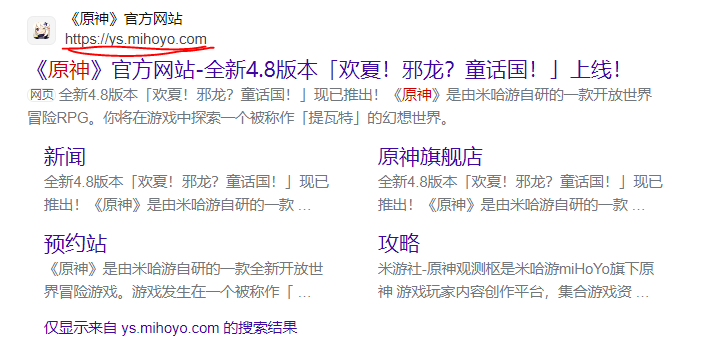 《原神》官方网站
https://ys.mihoyo.com
《原神》官方网站-全新4.8版本「欢夏！邪龙？童话国！」上线！
网页 全新4.8版本「欢夏！邪龙？童话国！」现已推出！《原神》是由米哈游自研的一款开放世界
冒险RPG。你将在游戏中探索一个被称作「提瓦特」的幻想世界。
新闻
全新4.8版本「欢夏！邪龙？童话国！」现已
推出！《原神》是由米哈游自研的一款 ...
原神旗舰店
全新4.8版本「欢夏！邪龙？童话国！」现已
推出！《原神》是由米哈游自研的一款 ...
预约站
《原神》是由米哈游自研的一款全新开放世
界冒险游戏。游戏发生在一个被称作「 ...
攻略
米游社-原神观测枢是米哈游miHoYo旗下原
神 游戏玩家内容创作平台，集合游戏资 ...
仅显示来自 ys.mihoyo.com 的搜索结果